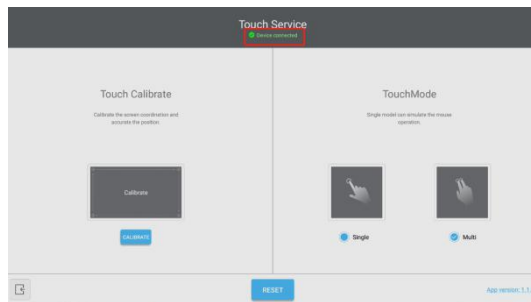 Touch Service
Device connected
Touch Calibrate
Calibrate the screen coordination and
accurate the position.
Calibrate
CALIBRATE
TouchMode
Single model can simulate the mouse
operation.
Single
Multi
RESET
App version: 1.1